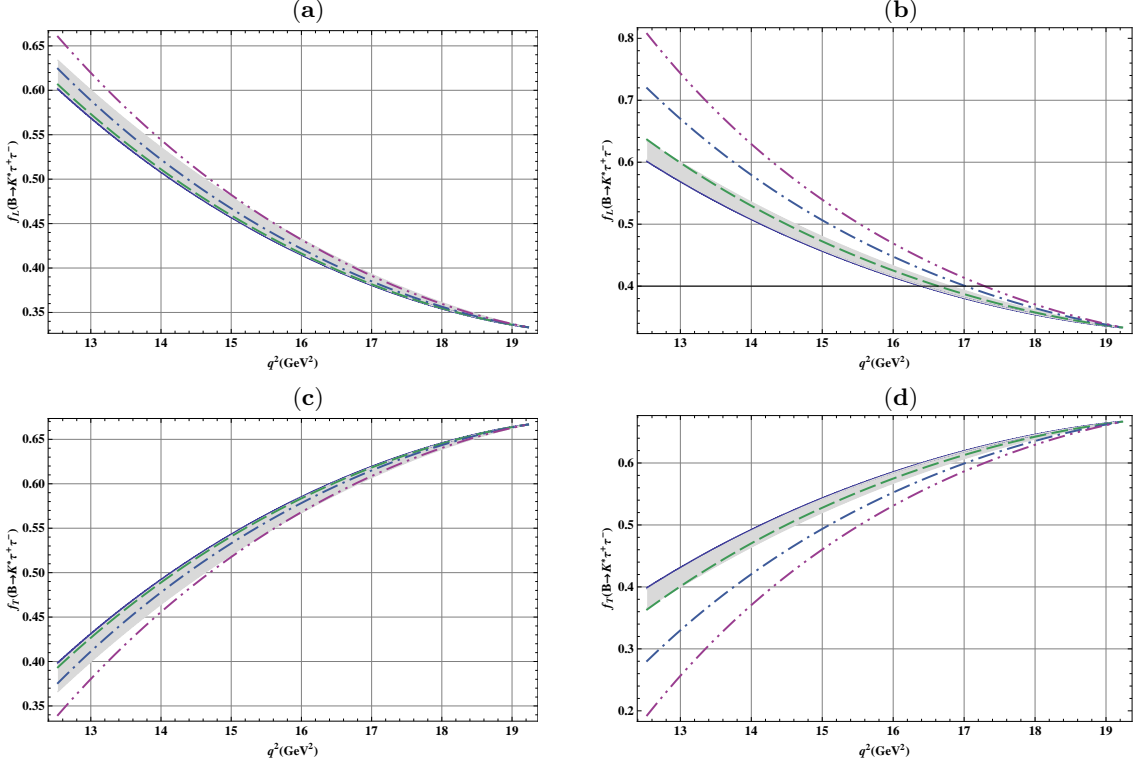 (a)
0.65
0.60
0.55
0.50
0.45
0.40
0.35
f_L(B→K*τ⁺τ⁻)
13 14 15 16 17 18 19
q²(GeV²)
(b)
0.8
0.7
0.6
0.5
0.4
f_L(B→K*τ⁺τ⁻)
13 14 15 16 17 18 19
q²(GeV²)
(c)
0.65
0.60
0.55
0.50
0.45
0.40
0.35
f_T(B→K*τ⁺τ⁻)
13 14 15 16 17 18 19
q²(GeV²)
(d)
0.6
0.5
0.4
0.3
0.2
f_T(B→K*τ⁺τ⁻)
13 14 15 16 17 18 19
q²(GeV²)